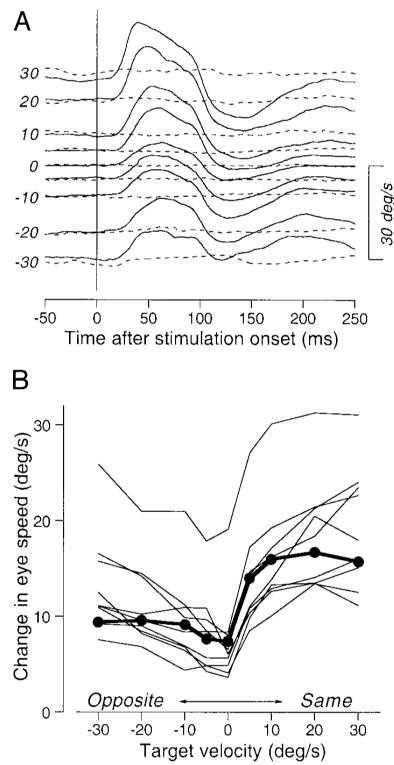 A
30
20
10
0
-10
-20
-30
30 deg/s
-50 0 50 100 150 200 250
Time after stimulation onset (ms)
B
Change in eye speed (deg/s)
30
20
10
0
Opposite Same
-30 -20 -10 0 10 20 30
Target velocity (deg/s)